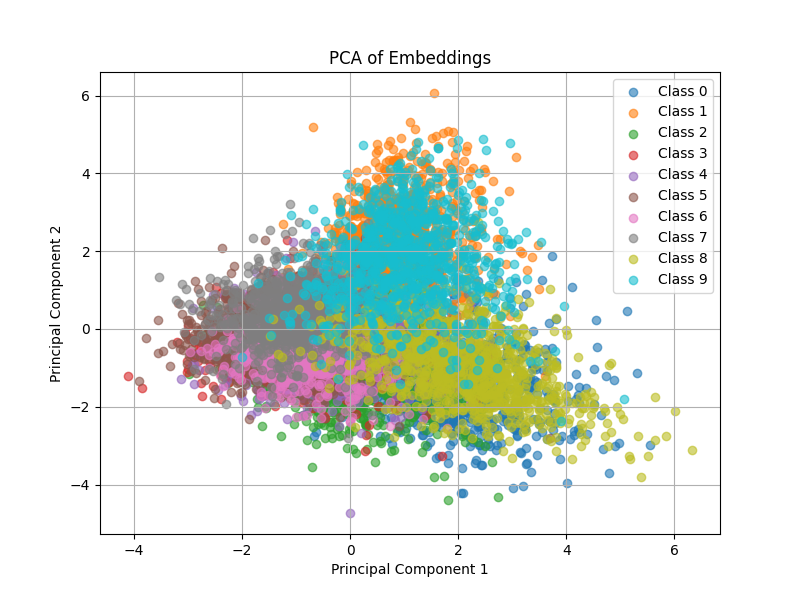 PCA of Embeddings
Class 0
Class 1
Class 2
Class 3
Class 4
Class 5
Class 6
Class 7
Class 8
Class 9
6
4
2
0
−2
−4
Principal Component 2
−4
−2
0
2
4
6
Principal Component 1